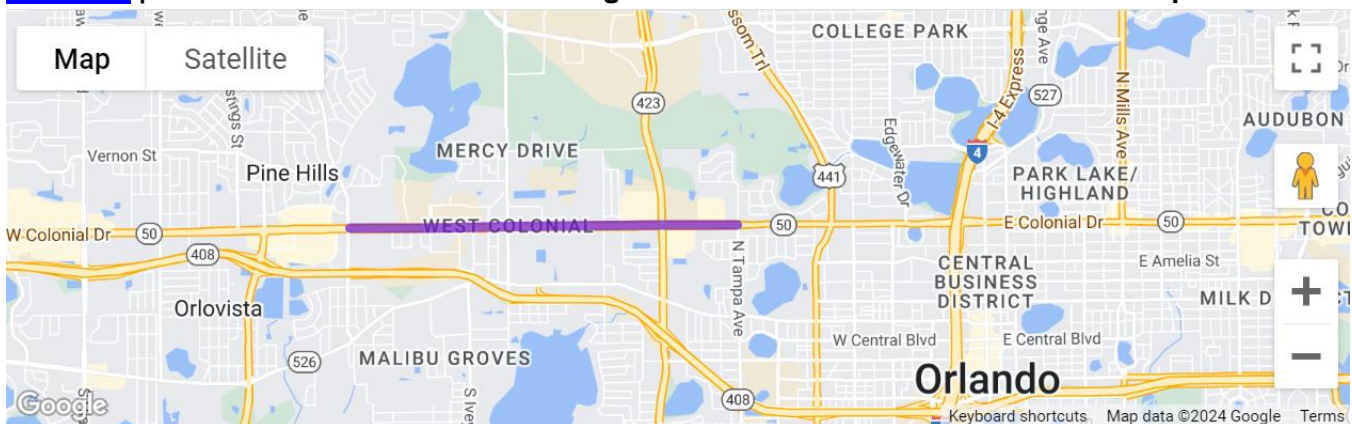 COLLEGE PARK
Map
Satellite
423
527
I-4 Express
N Mills Ave
AUDUBON
Vernon St
MERCY DRIVE
Edgewater Dr
4
Pine Hills
441
PARK LAKE/
HIGHLAND
W Colonial Dr
50
WEST COLONIAL
50
E Colonial Dr
50
408
N Tampa Ave
CENTRAL
BUSINESS
DISTRICT
E Amelia St
Orlovista
MILK D
W Central Blvd
E Central Blvd
526
MALIBU GROVES
Orlando
408
Google
Keyboard shortcuts
Map data ©2024 Google
Terms